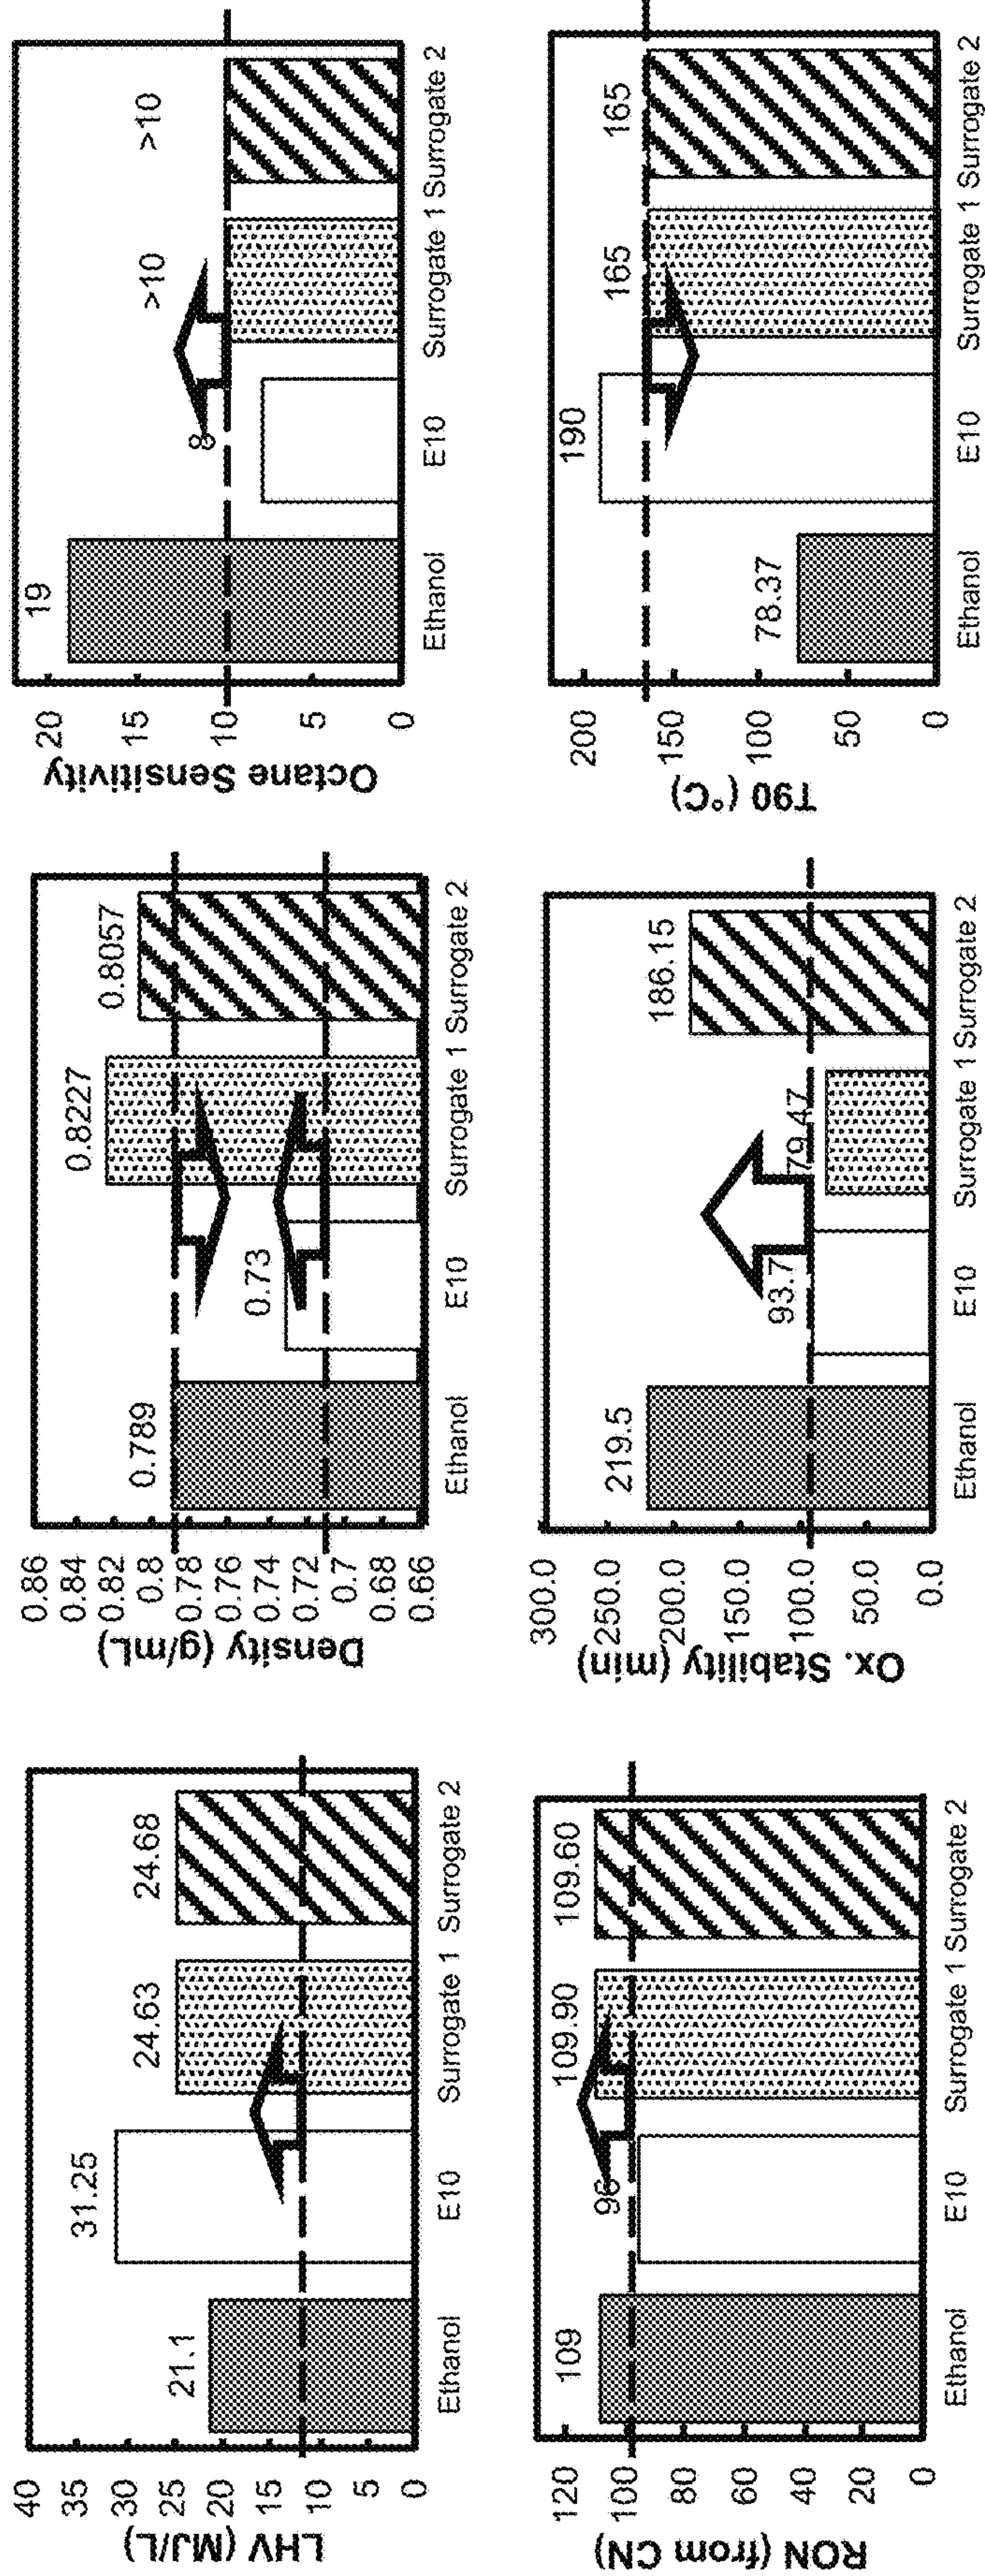 LHV (MJ/L)
40
35
30
25
20
15
10
5
0
21.1
31.25
24.63
24.68
Ethanol
E10
Surrogate 1
Surrogate 2
Density (g/mL)
0.86
0.84
0.82
0.8
0.78
0.76
0.74
0.72
0.7
0.68
0.66
0.789
0.73
0.8227
0.8057
Ethanol
E10
Surrogate 1
Surrogate 2
Octane Sensitivity
20
15
10
5
0
19
8
>10
>10
Ethanol
E10
Surrogate 1
Surrogate 2
RON (from CN)
120
100
80
60
40
20
0
109
96
109.90
109.60
Ethanol
E10
Surrogate 1
Surrogate 2
Ox. Stability (min)
300.0
250.0
200.0
150.0
100.0
50.0
0.0
219.5
93.7
79.47
186.15
Ethanol
E10
Surrogate 1
Surrogate 2
T90 (°C)
200
150
100
50
0
78.37
190
165
165
Ethanol
E10
Surrogate 1
Surrogate 2